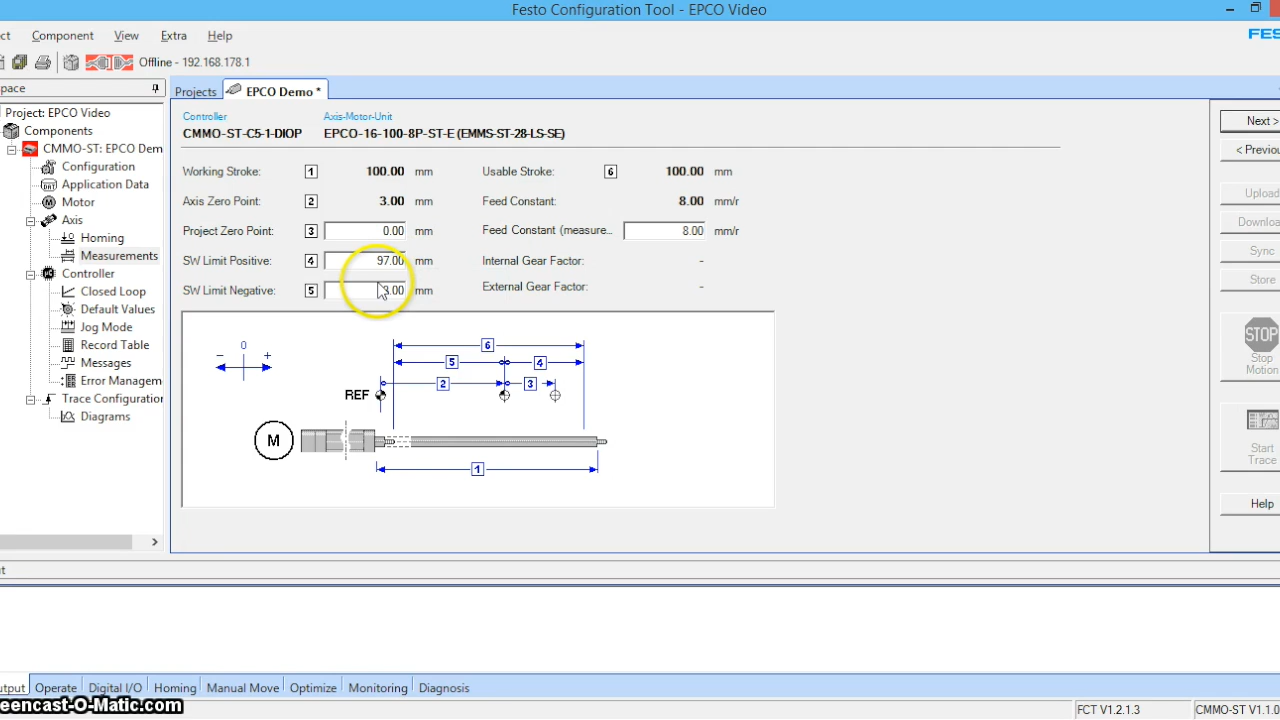 Festo Configuration Tool - EPCO Video
ct Component View Extra Help
FES
Offline - 192.168.178.1
pace
Projects EPCO Demo *
Project: EPCO Video
Components
CMMO-ST: EPCO Dem
Configuration
Application Data
Motor
Axis
Homing
Measurements
Controller
Closed Loop
Default Values
Jog Mode
Record Table
Messages
Error Managem
Trace Configuration
Diagrams
Controller Axis-Motor-Unit
CMMO-ST-C5-1-DIOP EPCO-16-100-8P-ST-E (EMMS-ST-28-LS-SE)
Working Stroke: 1 100.00 mm Usable Stroke: 6 100.00 mm
Axis Zero Point: 2 3.00 mm Feed Constant: 8.00 mm/r
Project Zero Point: 3 0.00 mm Feed Constant (measure... 8.00 mm/r
SW Limit Positive: 4 97.00 mm Internal Gear Factor: -
SW Limit Negative: 5 3.00 mm External Gear Factor: -
0
- +
6
5 4
2 3
REF
M
1
Next >
< Previou
Upload
Downloa
Sync
Store
STOP
Stop
Motion
Start
Trace
Help
ut
utput Operate Digital I/O Homing Manual Move Optimize Monitoring Diagnosis
eencast-O-Matic.com
FCT V1.2.1.3 CMMO-ST V1.1.0